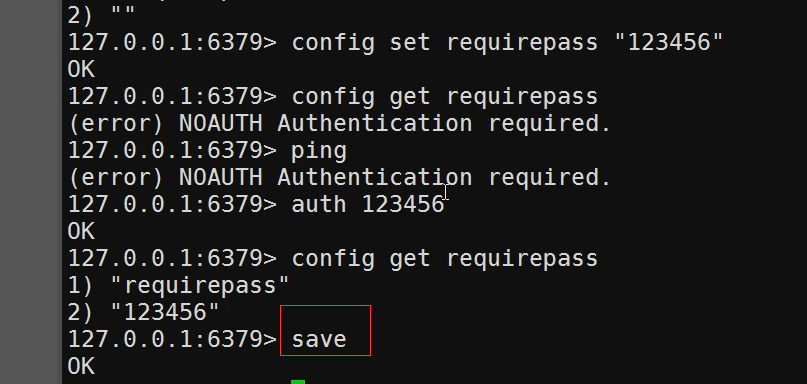 2) ""
127.0.0.1:6379> config set requirepass "123456"
OK
127.0.0.1:6379> config get requirepass
(error) NOAUTH Authentication required.
127.0.0.1:6379> ping
(error) NOAUTH Authentication required.
127.0.0.1:6379> auth 123456
OK
127.0.0.1:6379> config get requirepass
1) "requirepass"
2) "123456"
127.0.0.1:6379> save
OK